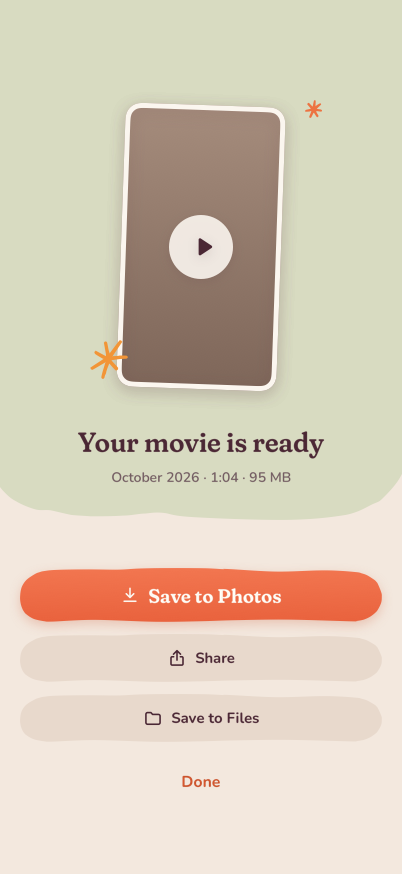 Your movie is ready
October 2026 · 1:04 · 95 MB
Save to Photos
Share
Save to Files
Done